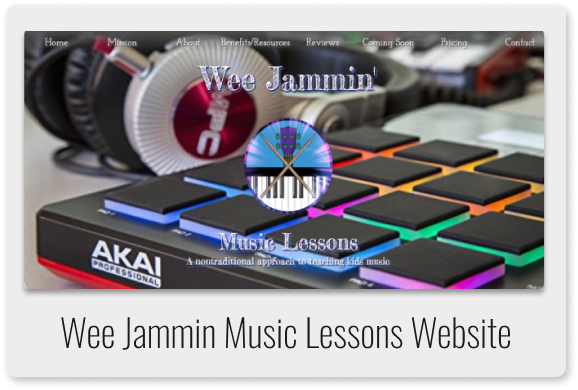 Home Mission About Benefits/Resources Reviews Coming Soon Pricing Contact
Wee Jammin'
MPC
Music Lessons
A nontraditional approach to teaching kids music
AKAI
PROFESSIONAL
Wee Jammin Music Lessons Website